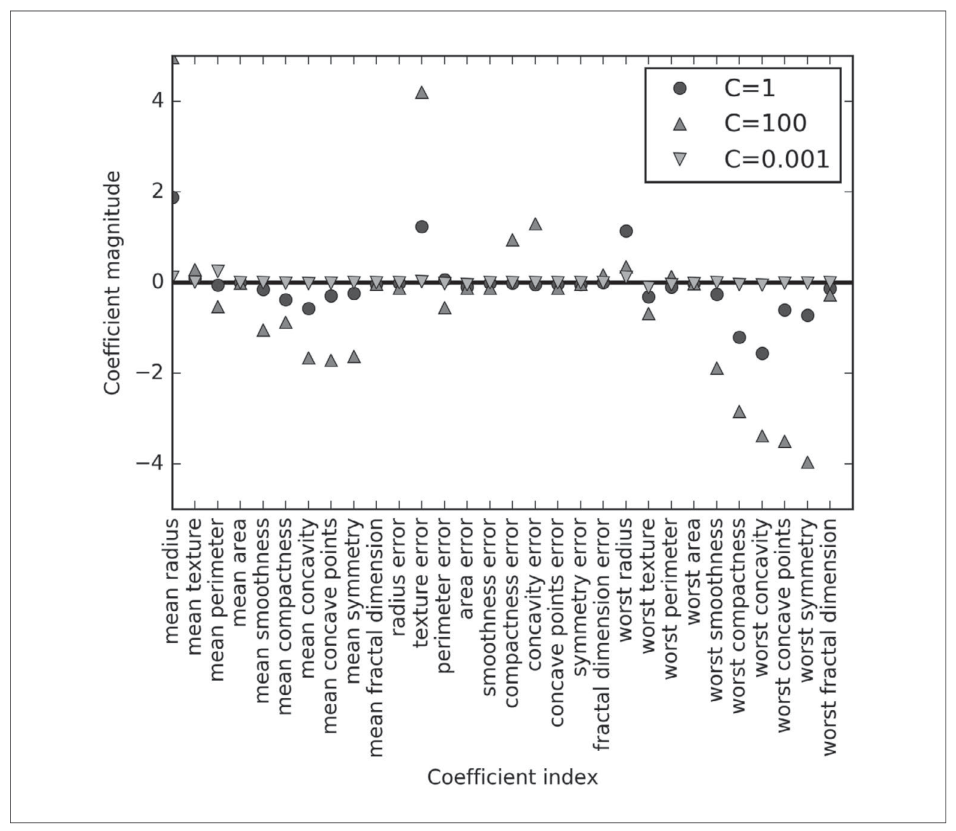 C=1
C=100
C=0.001
4
2
0
−2
−4
Coefficient magnitude
mean radius
mean texture
mean perimeter
mean area
mean smoothness
mean compactness
mean concavity
mean concave points
mean symmetry
mean fractal dimension
radius error
texture error
perimeter error
area error
smoothness error
compactness error
concavity error
concave points error
symmetry error
fractal dimension error
worst radius
worst texture
worst perimeter
worst area
worst smoothness
worst compactness
worst concavity
worst concave points
worst symmetry
worst fractal dimension
Coefficient index